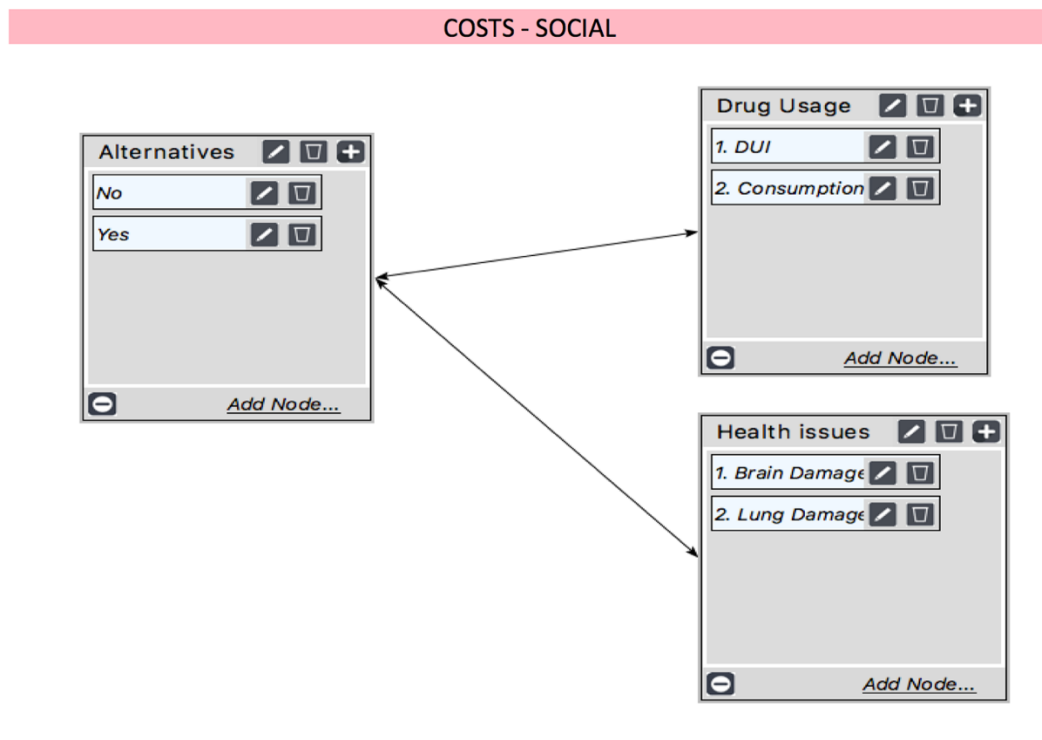 COSTS - SOCIAL
Alternatives
No
Yes
Add Node...
Drug Usage
1. DUI
2. Consumption
Add Node...
Health issues
1. Brain Damage
2. Lung Damage
Add Node...